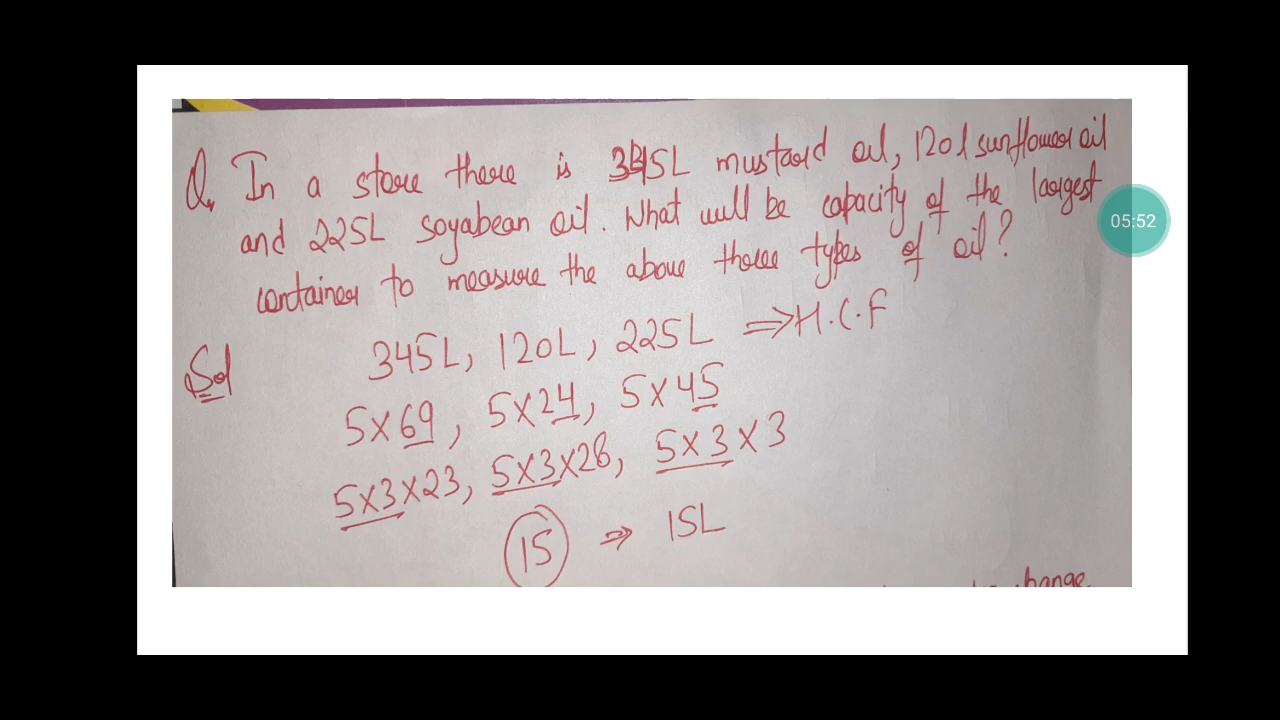 Q, In a store there is 345L mustard oil, 120l sunflower oil
and 225L soyabean oil. What will be capacity of the largest
container to measure the above three types of oil?
05:52
Sol 345L, 120L, 225L ⇒ H.C.F
5×69, 5×24, 5×45
5×3×23, 5×3×28, 5×3×3
15 ⇒ 15L
change